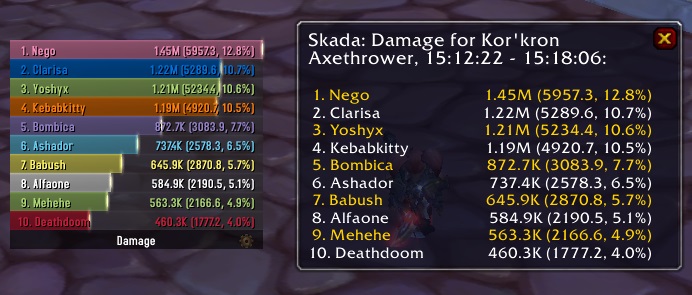 1. Nego 1.45M (5957.3, 12.8%)
2. Clarisa 1.22M (5289.6, 10.7%)
3. Yoshyx 1.21M (5234.4, 10.6%)
4. Kebabkitty 1.19M (4920.7, 10.5%)
5. Bombica 872.7K (3083.9, 7.7%)
6. Ashador 737.4K (2578.3, 6.5%)
7. Babush 645.9K (2870.8, 5.7%)
8. Alfaone 584.9K (2190.5, 5.1%)
9. Mehehe 563.3K (2166.6, 4.9%)
10. Deathdoom 460.3K (1777.2, 4.0%)
Damage
Skada: Damage for Kor'kron
Axethrower, 15:12:22 - 15:18:06:
1. Nego 1.45M (5957.3, 12.8%)
2. Clarisa 1.22M (5289.6, 10.7%)
3. Yoshyx 1.21M (5234.4, 10.6%)
4. Kebabkitty 1.19M (4920.7, 10.5%)
5. Bombica 872.7K (3083.9, 7.7%)
6. Ashador 737.4K (2578.3, 6.5%)
7. Babush 645.9K (2870.8, 5.7%)
8. Alfaone 584.9K (2190.5, 5.1%)
9. Mehehe 563.3K (2166.6, 4.9%)
10. Deathdoom 460.3K (1777.2, 4.0%)